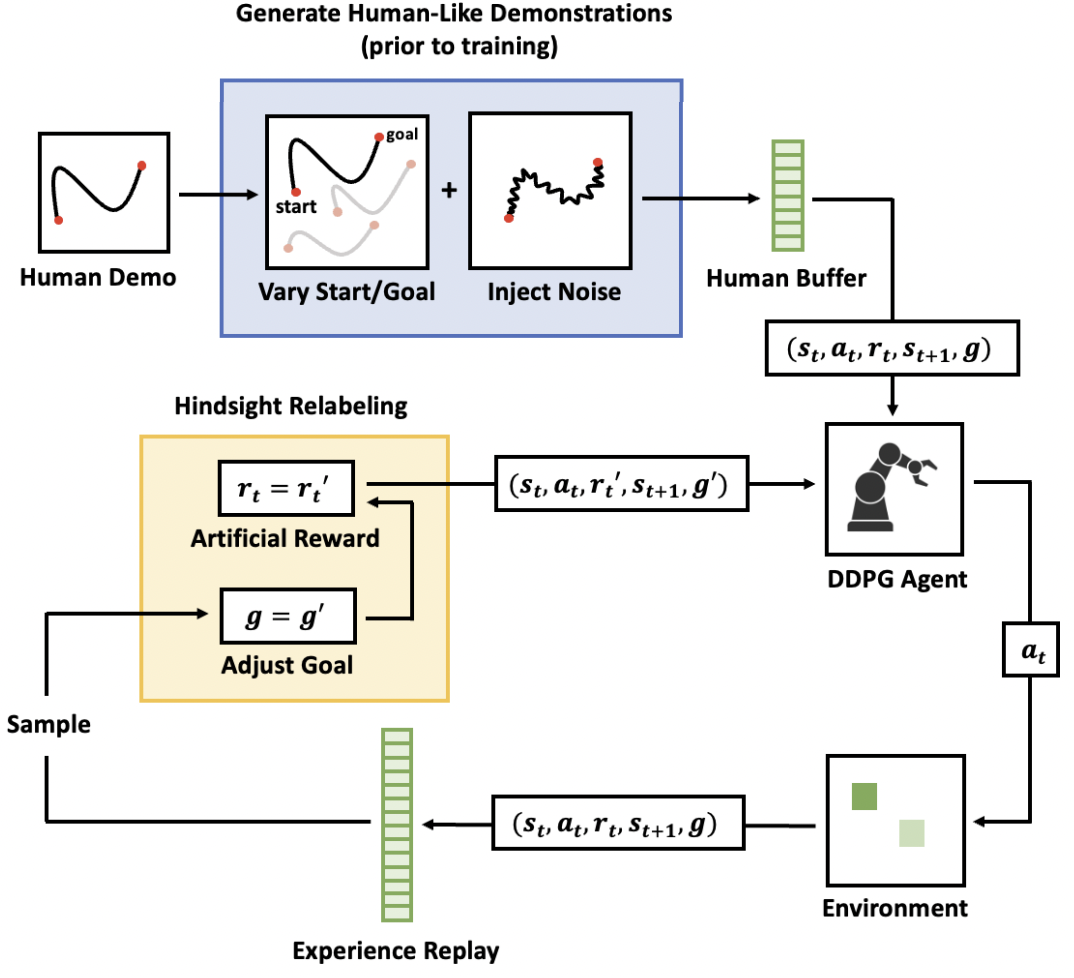 Generate Human-Like Demonstrations
(prior to training)
goal
start
+
Human Demo
Vary Start/Goal
Inject Noise
Human Buffer
(s_t, a_t, r_t, s_{t+1}, g)
Hindsight Relabeling
r_t = r_t'
Artificial Reward
(s_t, a_t, r_t', s_{t+1}, g')
DDPG Agent
g = g'
Adjust Goal
a_t
Sample
(s_t, a_t, r_t, s_{t+1}, g)
Environment
Experience Replay